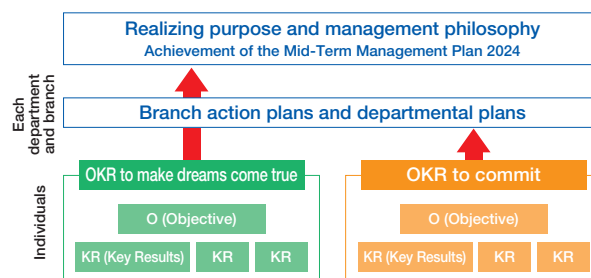 Realizing purpose and management philosophy
Achievement of the Mid-Term Management Plan 2024
Each
department
and branch
Branch action plans and departmental plans
Individuals
OKR to make dreams come true
O (Objective)
KR (Key Results)
KR
KR
OKR to commit
O (Objective)
KR (Key Results)
KR
KR